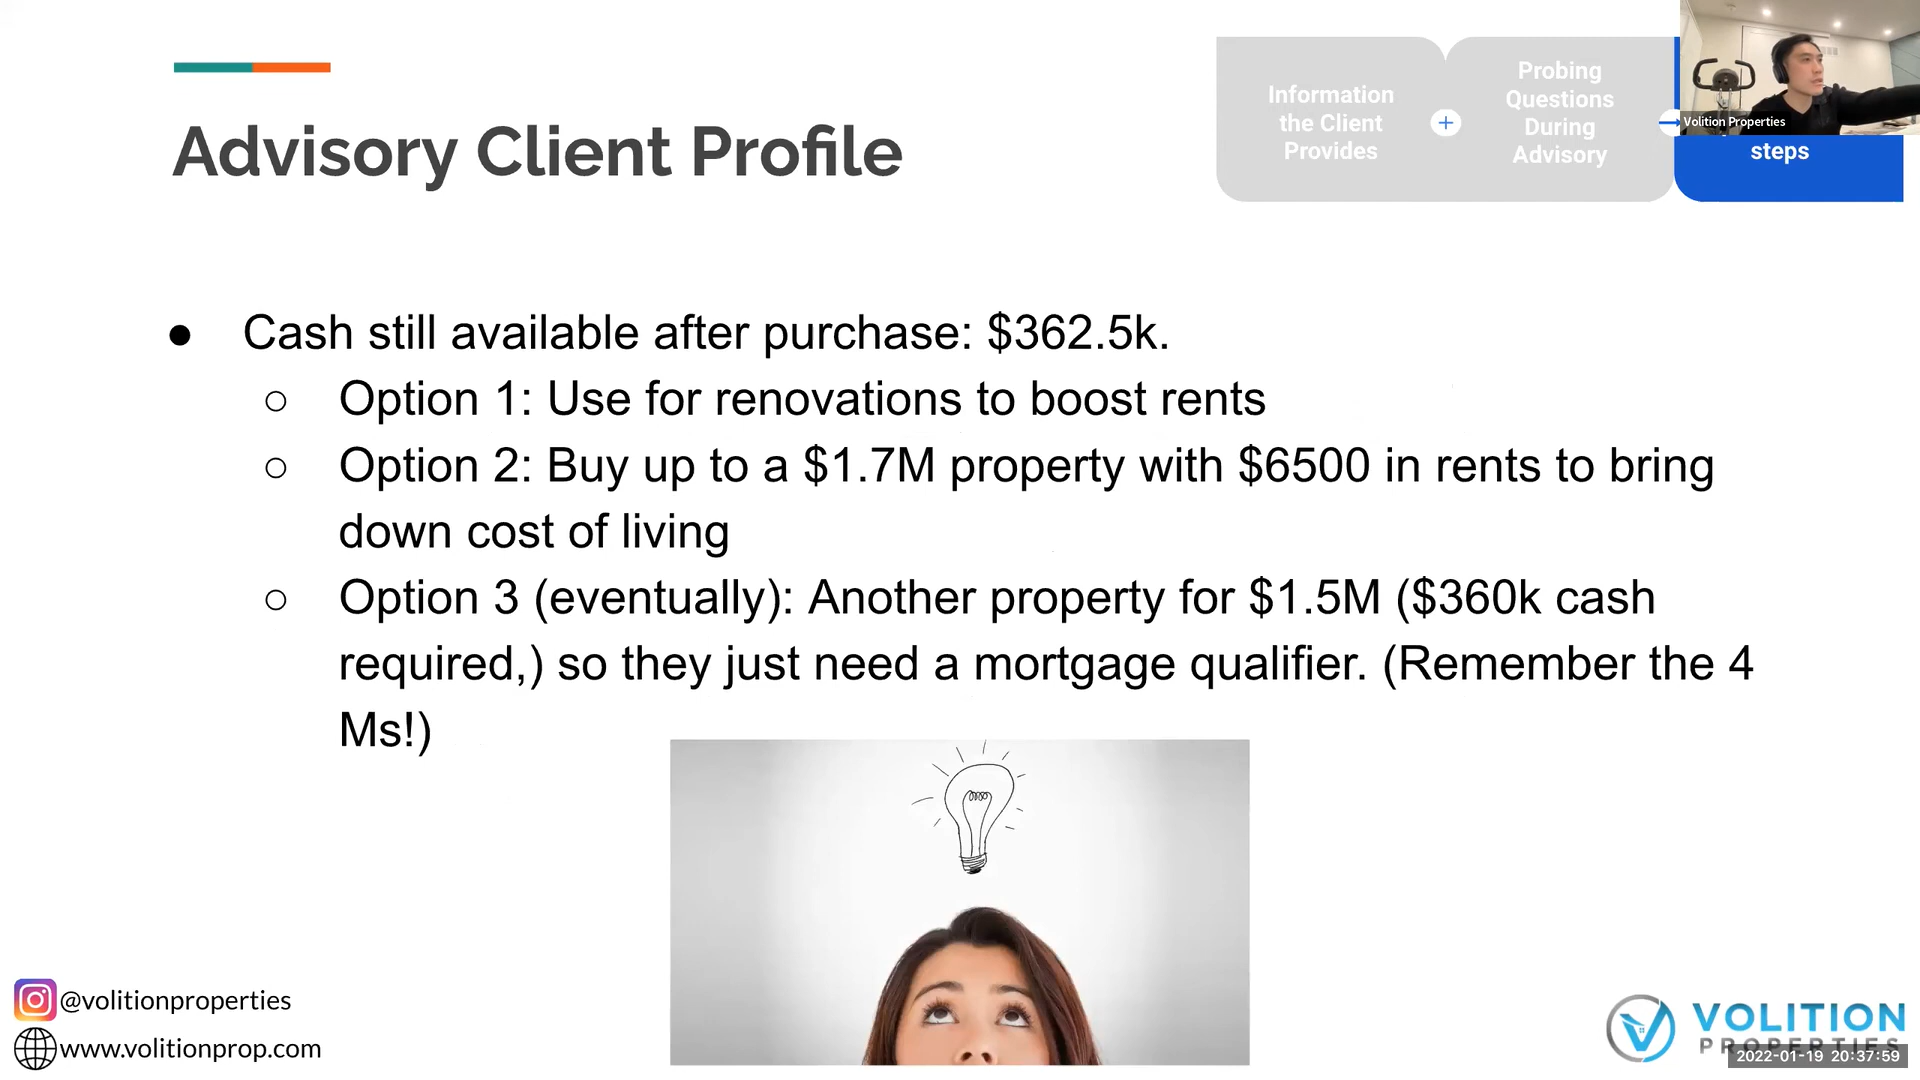 Information
the Client
Provides
Probing
Questions
During
Advisory
steps
Volition Properties
Advisory Client Profile
● Cash still available after purchase: $362.5k.
○ Option 1: Use for renovations to boost rents
○ Option 2: Buy up to a $1.7M property with $6500 in rents to bring
down cost of living
○ Option 3 (eventually): Another property for $1.5M ($360k cash
required,) so they just need a mortgage qualifier. (Remember the 4
Ms!)
@volitionproperties
www.volitionprop.com
VOLITION
PROPERTIES
2022-01-19 20:37:59